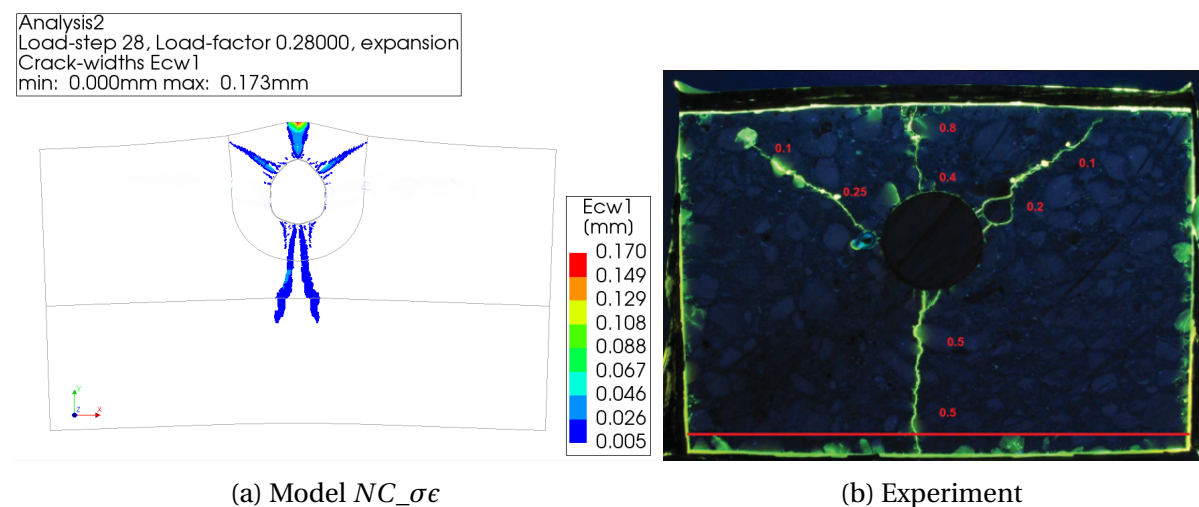 Analysis2
Load-step 28, Load-factor 0.28000, expansion
Crack-widths Ecw1
min: 0.000mm max: 0.173mm
Ecw1
(mm)
0.170
0.149
0.129
0.108
0.088
0.067
0.046
0.026
0.005
Y
Z
X
0.8
0.1
0.1
0.4
0.25
0.2
0.5
0.5
(a) Model NC_σϵ
(b) Experiment